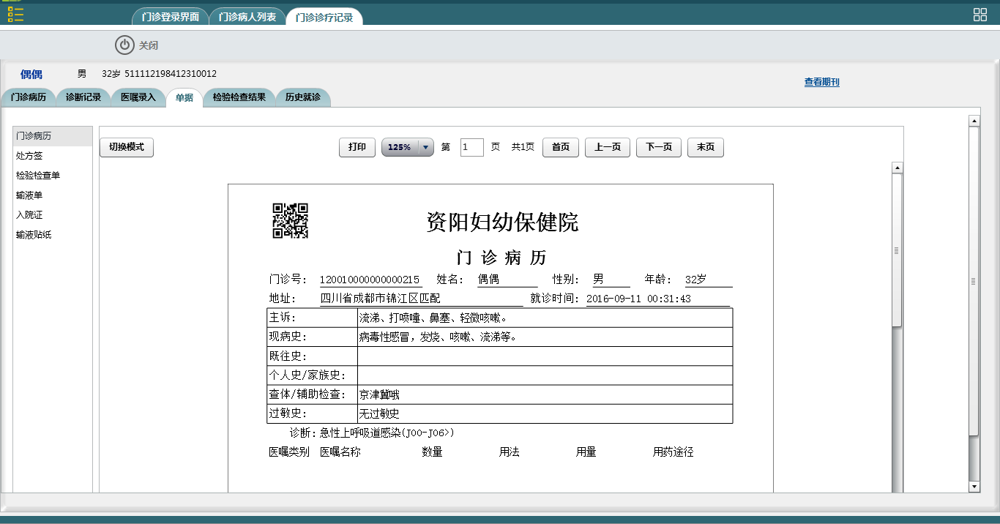 门诊登录界面 门诊病人列表 门诊诊疗记录
关闭
偶偶 男 32岁 511112198412310012
查看期刊
门诊病历 诊断记录 医嘱录入 单据 检验检查结果 历史就诊
门诊病历
处方签
检验检查单
输液单
入院证
输液贴纸
切换模式 打印 125% 第 1 页 共1页 首页 上一页 下一页 末页
资阳妇幼保健院
门 诊 病 历
门诊号: 120010000000000215 姓名: 偶偶 性别: 男 年龄: 32岁
地址: 四川省成都市锦江区匹配 就诊时间: 2016-09-11 00:31:43
主诉: 流涕、打喷嚏、鼻塞、轻微咳嗽。
现病史: 病毒性感冒，发烧、咳嗽、流涕等。
既往史:
个人史/家族史:
查体/辅助检查: 京津冀哦
过敏史: 无过敏史
诊断: 急性上呼吸道感染(J00-J06>)
医嘱类别 医嘱名称 数量 用法 用量 用药途径